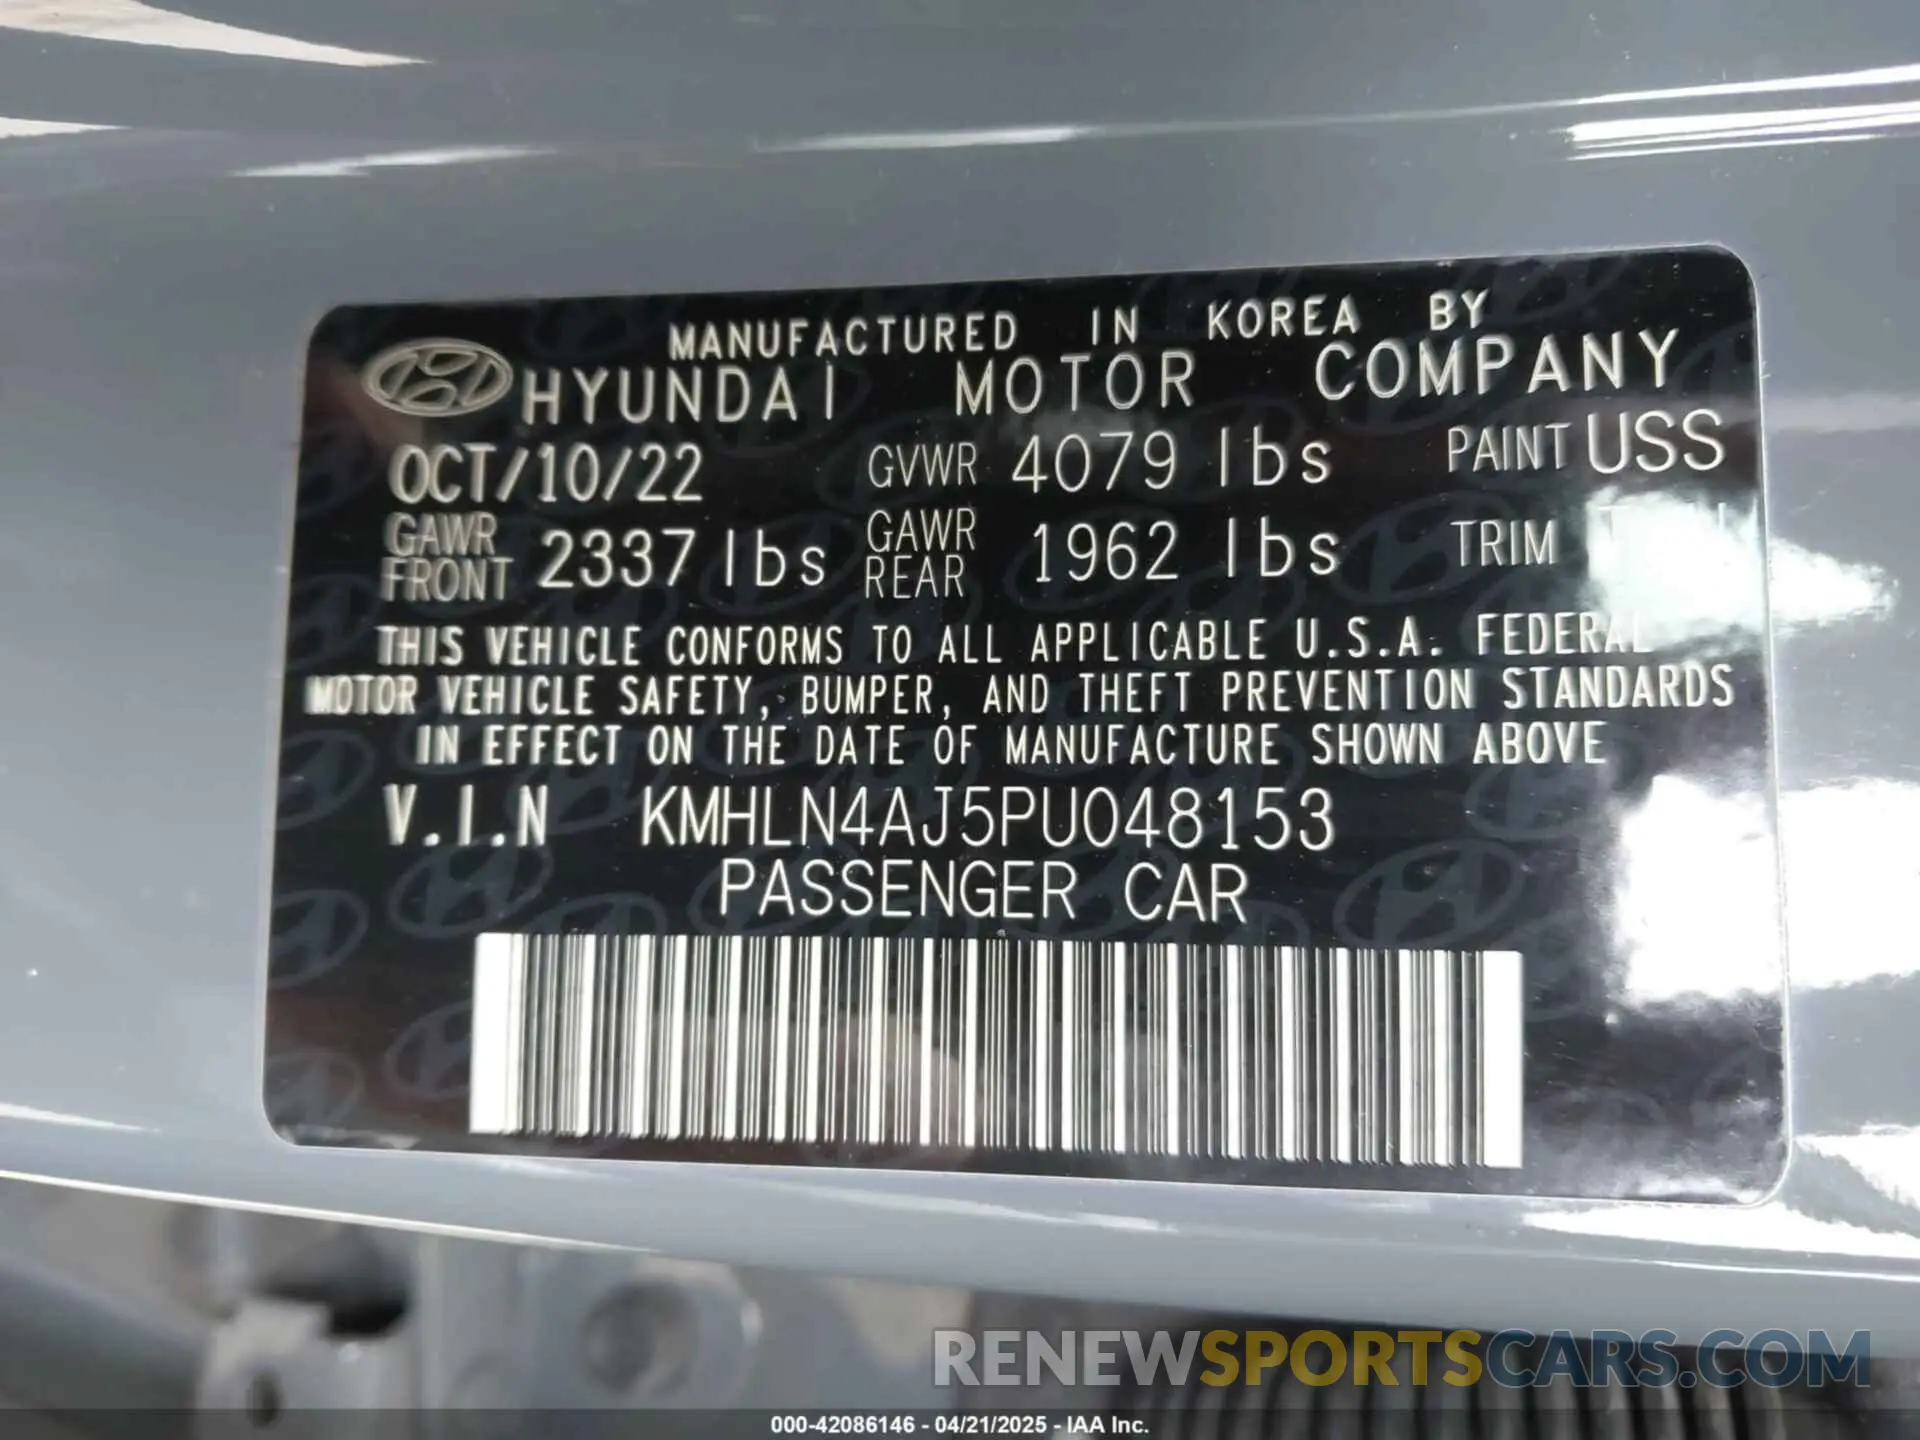 MANUFACTURED IN KOREA BY
HYUNDAI MOTOR COMPANY
OCT/10/22 GVWR 4079 lbs PAINT USS
GAWR FRONT 2337 lbs GAWR REAR 1962 lbs TRIM
THIS VEHICLE CONFORMS TO ALL APPLICABLE U.S.A. FEDERAL
MOTOR VEHICLE SAFETY, BUMPER, AND THEFT PREVENTION STANDARDS
IN EFFECT ON THE DATE OF MANUFACTURE SHOWN ABOVE
V.I.N KMHLN4AJ5PU048153
PASSENGER CAR
RENEWSPORTSCARS.COM
000-42086146 - 04/21/2025 - IAA Inc.